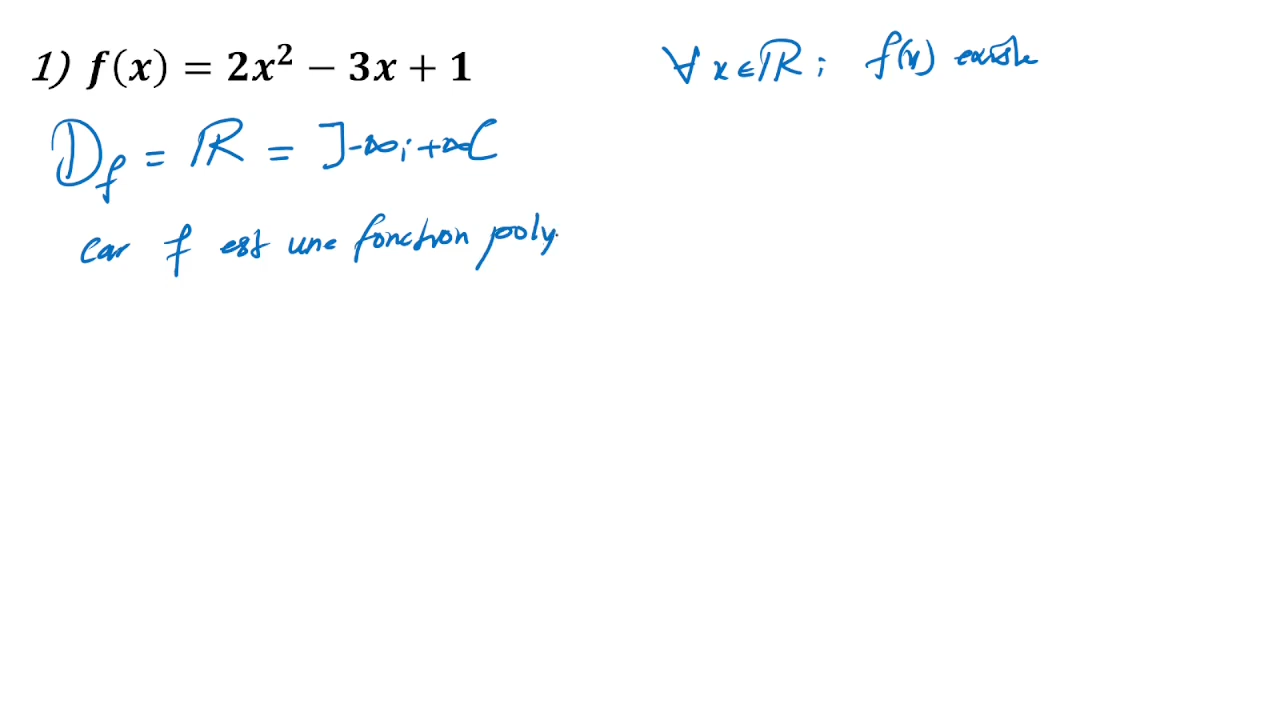 1) f(x) = 2x² − 3x + 1
∀ x ∈ ℝ ; f(x) existe
D_f = ℝ = ]-∞; +∞[
car f est une fonction poly.